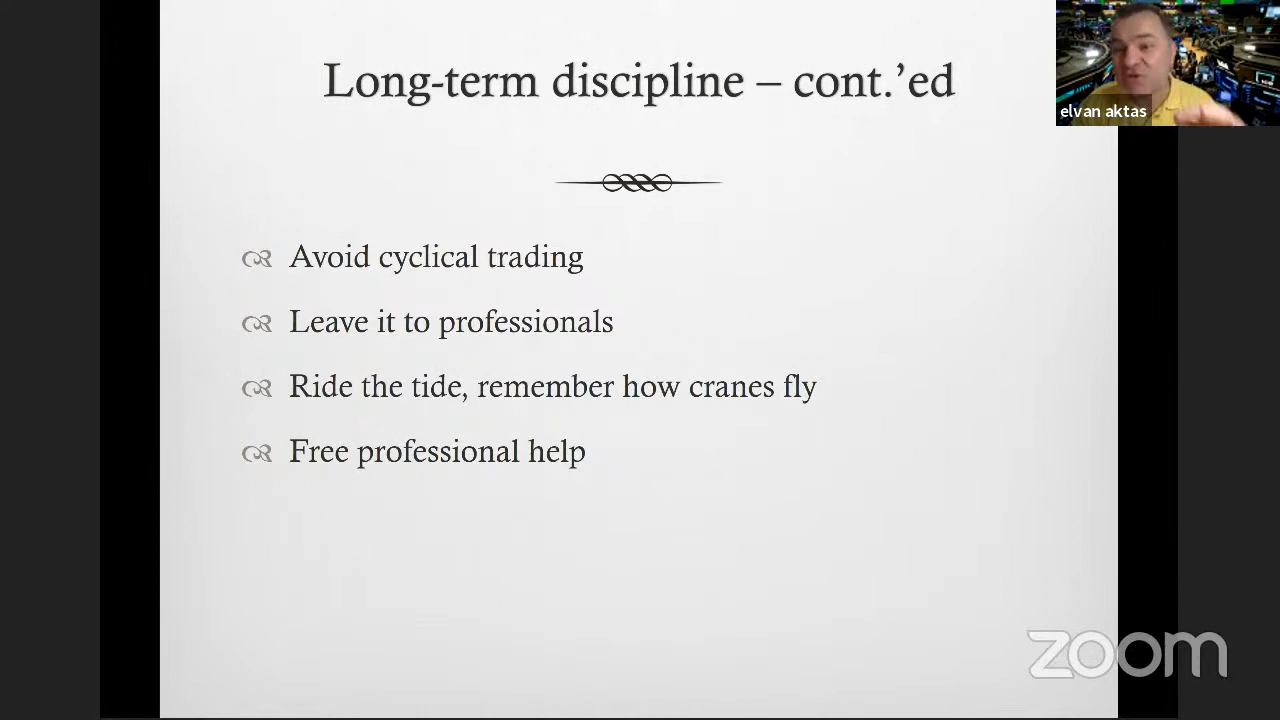 Long-term discipline – cont.’ed
elvan aktas
Avoid cyclical trading
Leave it to professionals
Ride the tide, remember how cranes fly
Free professional help
zoom